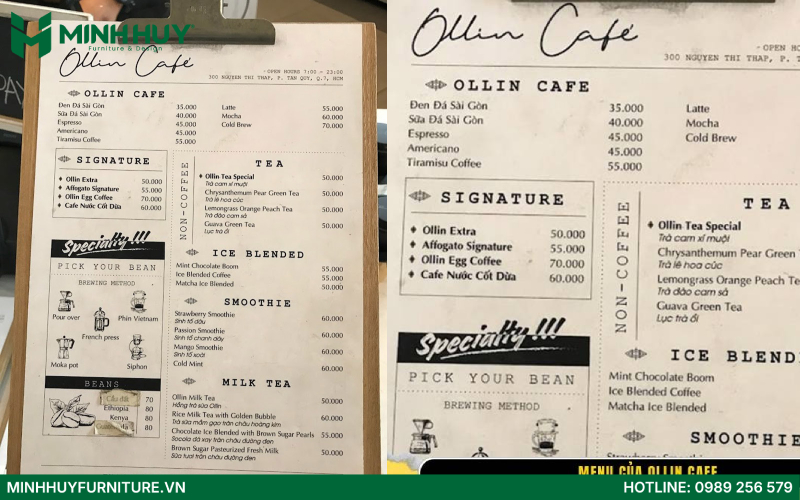 MINH HUY
Furniture & Design
Ollin Café
OPEN HOURS 7:00 - 23:00
300 NGUYEN THI THAP, P. TAN QUY, Q.7, HCM
OLLIN CAFE
Đen Đá Sài Gòn 35.000
Sữa Đá Sài Gòn 40.000
Espresso 45.000
Americano 45.000
Tiramisu Coffee 55.000
Latte 55.000
Mocha 60.000
Cold Brew 70.000
SIGNATURE
Ollin Extra 50.000
Affogato Signature 55.000
Ollin Egg Coffee 70.000
Cafe Nước Cốt Dừa 60.000
NON-COFFEE
TEA
Ollin Tea Special 50.000
Trà cam xí muội
Chrysanthemum Pear Green Tea 50.000
Trà lê hoa cúc
Lemongrass Orange Peach Tea 50.000
Trà đào cam sả
Guava Green Tea 50.000
Lục trà ổi
Specialty!!!
PICK YOUR BEAN
BREWING METHOD
Pour over
Phin Vietnam
French press
Moka pot
Siphon
BEANS
Cầu đất 70
Ethiopia 80
Kenya 80
80
ICE BLENDED
Mint Chocolate Boom 55.000
Ice Blended Coffee 55.000
Matcha Ice Blended 50.000
SMOOTHIE
Strawberry Smoothie 60.000
Sinh tố dâu
Passion Smoothie 60.000
Sinh tố chanh dây
Mango Smoothie 60.000
Sinh tố xoài
Cold Mint 60.000
MILK TEA
Ollin Milk Tea 50.000
Hồng trà sữa Ollin
Rice Milk Tea with Golden Bubble 60.000
Trà sữa mầm gạo trân châu hoàng kim
Chocolate Ice Blended with Brown Sugar Pearls 55.000
Socola đá xay trân châu đường đen
Brown Sugar Pasteurized Fresh Milk 50.000
Sữa tươi trân châu đường đen
Ollin Café
OPEN HO
300 NGUYEN THI THAP, P. T
OLLIN CAFE
Đen Đá Sài Gòn 35.000
Sữa Đá Sài Gòn 40.000
Espresso 45.000
Americano 45.000
Tiramisu Coffee 55.000
Latte
Mocha
Cold Brew
SIGNATURE
Ollin Extra 50.000
Affogato Signature 55.000
Ollin Egg Coffee 70.000
Cafe Nước Cốt Dừa 60.000
NON-COFFEE
TEA
Ollin Tea Special
Trà cam xí muội
Chrysanthemum Pear Green
Trà lê hoa cúc
Lemongrass Orange Peach Te
Trà đào cam sả
Guava Green Tea
Lục trà ổi
Specialty!!!
PICK YOUR BEAN
BREWING METHOD
ICE BLEND
Mint Chocolate Boom
Ice Blended Coffee
Matcha Ice Blended
SMOOTHIE
MENU CỦA OLLIN CAFE
MINHHUYFURNITURE.VN
HOTLINE: 0989 256 579